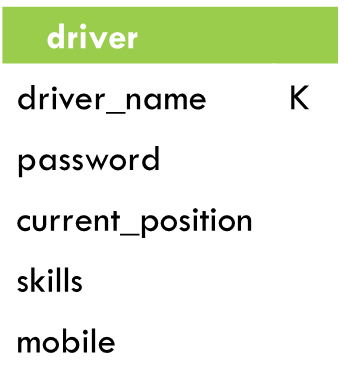 driver
driver_name K
password
current_position
skills
mobile